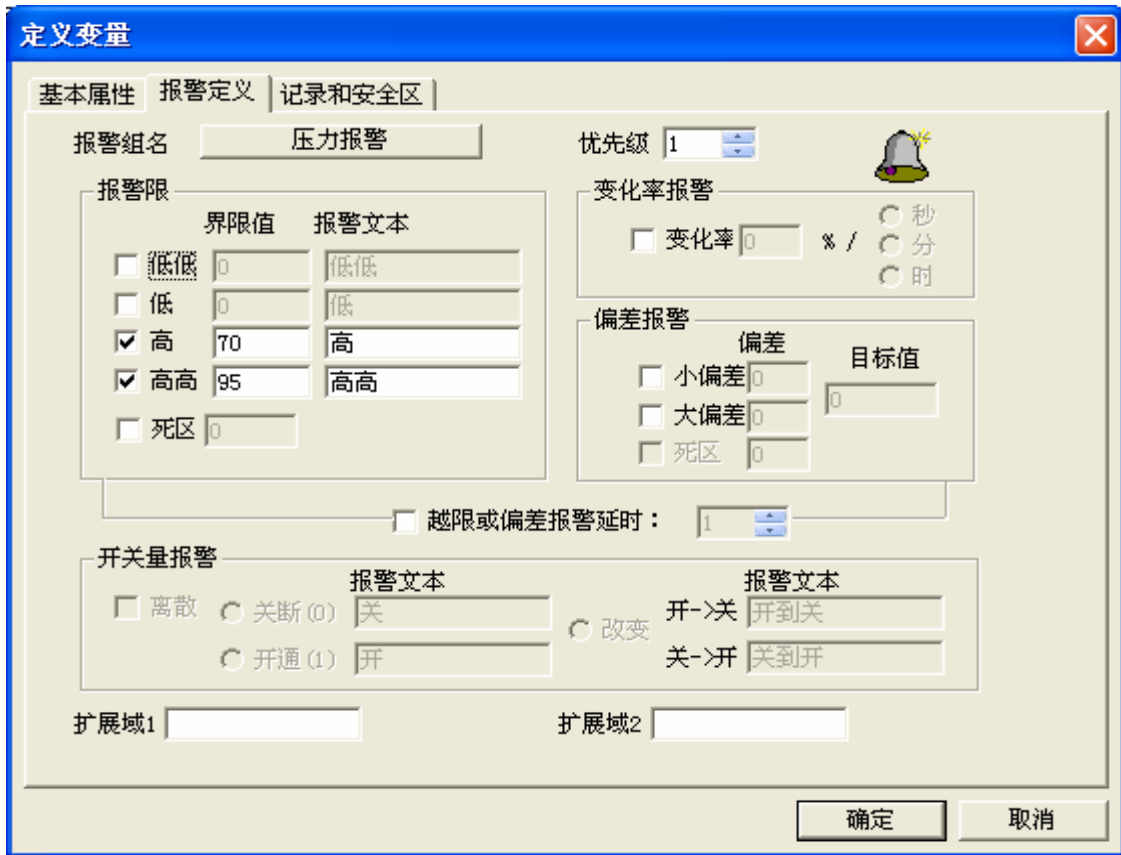 定义变量
基本属性 报警定义 记录和安全区
报警组名 压力报警 优先级 1
报警限 变化率报警
界限值 报警文本 秒
变化率 0 % / 分
低低 0 低低 时
低 0 低 偏差报警
高 70 高 偏差 目标值
高高 95 高高 小偏差 0 0
死区 0 大偏差 0
死区 0
越限或偏差报警延时： 1
开关量报警
报警文本 报警文本
离散 关断(0) 关 改变 开->关 开到关
开通(1) 开 关->开 关到开
扩展域1 扩展域2
确定 取消